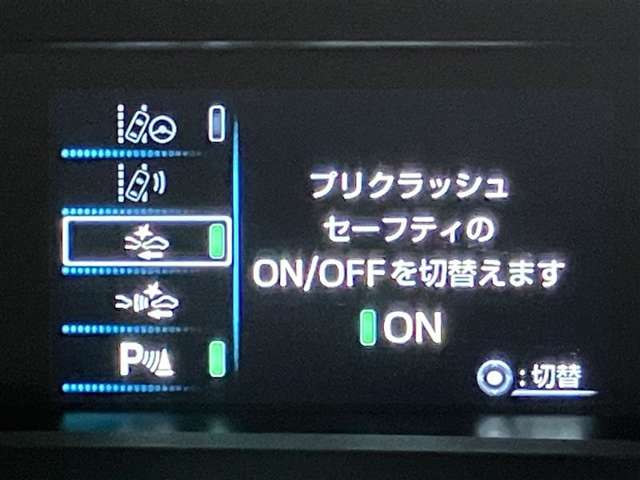 プリクラッシュ
セーフティの
ON/OFFを切替えます
ON
P
:切替